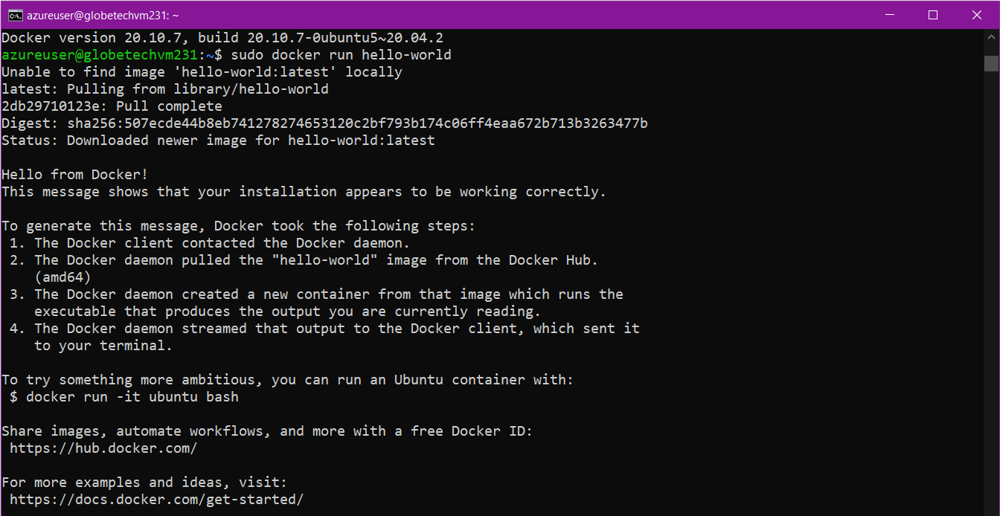 azureuser@globetechvm231: ~
Docker version 20.10.7, build 20.10.7-0ubuntu5~20.04.2
azureuser@globetechvm231:~$ sudo docker run hello-world
Unable to find image 'hello-world:latest' locally
latest: Pulling from library/hello-world
2db29710123e: Pull complete
Digest: sha256:507ecde44b8eb741278274653120c2bf793b174c06ff4eaa672b713b3263477b
Status: Downloaded newer image for hello-world:latest

Hello from Docker!
This message shows that your installation appears to be working correctly.

To generate this message, Docker took the following steps:
 1. The Docker client contacted the Docker daemon.
 2. The Docker daemon pulled the "hello-world" image from the Docker Hub.
    (amd64)
 3. The Docker daemon created a new container from that image which runs the
    executable that produces the output you are currently reading.
 4. The Docker daemon streamed that output to the Docker client, which sent it
    to your terminal.

To try something more ambitious, you can run an Ubuntu container with:
 $ docker run -it ubuntu bash

Share images, automate workflows, and more with a free Docker ID:
 https://hub.docker.com/

For more examples and ideas, visit:
 https://docs.docker.com/get-started/